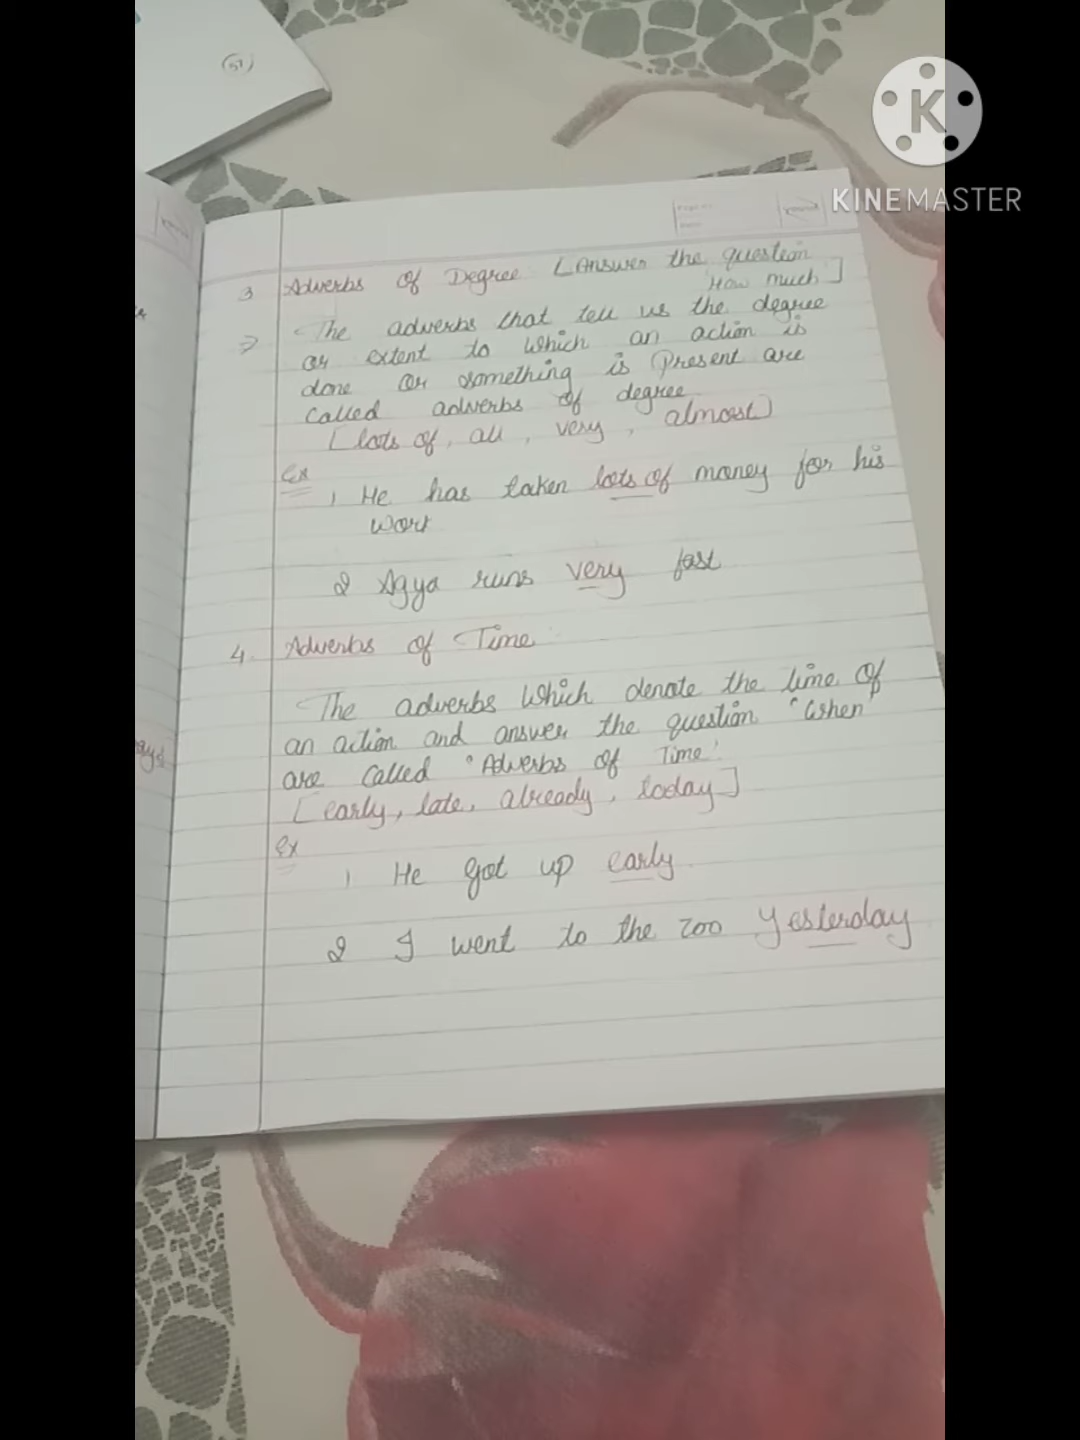 (51)
KINEMASTER
3 Adverbs Of Degree [Answer the question
'How much']
⇒ The adverbs that tell us the degree
or extent to which an action is
done or something is Present are
called adverbs of degree
[lots of, all, very, almost]
Ex
1 He has taken lots of money for his
work
2 Agya runs very fast
4. Adverbs of Time
The adverbs which denote the time of
an action and answer the question 'When'
are called 'Adverbs of Time'
[early, late, already, today]
Ex
1 He got up early
2 I went to the zoo yesterday